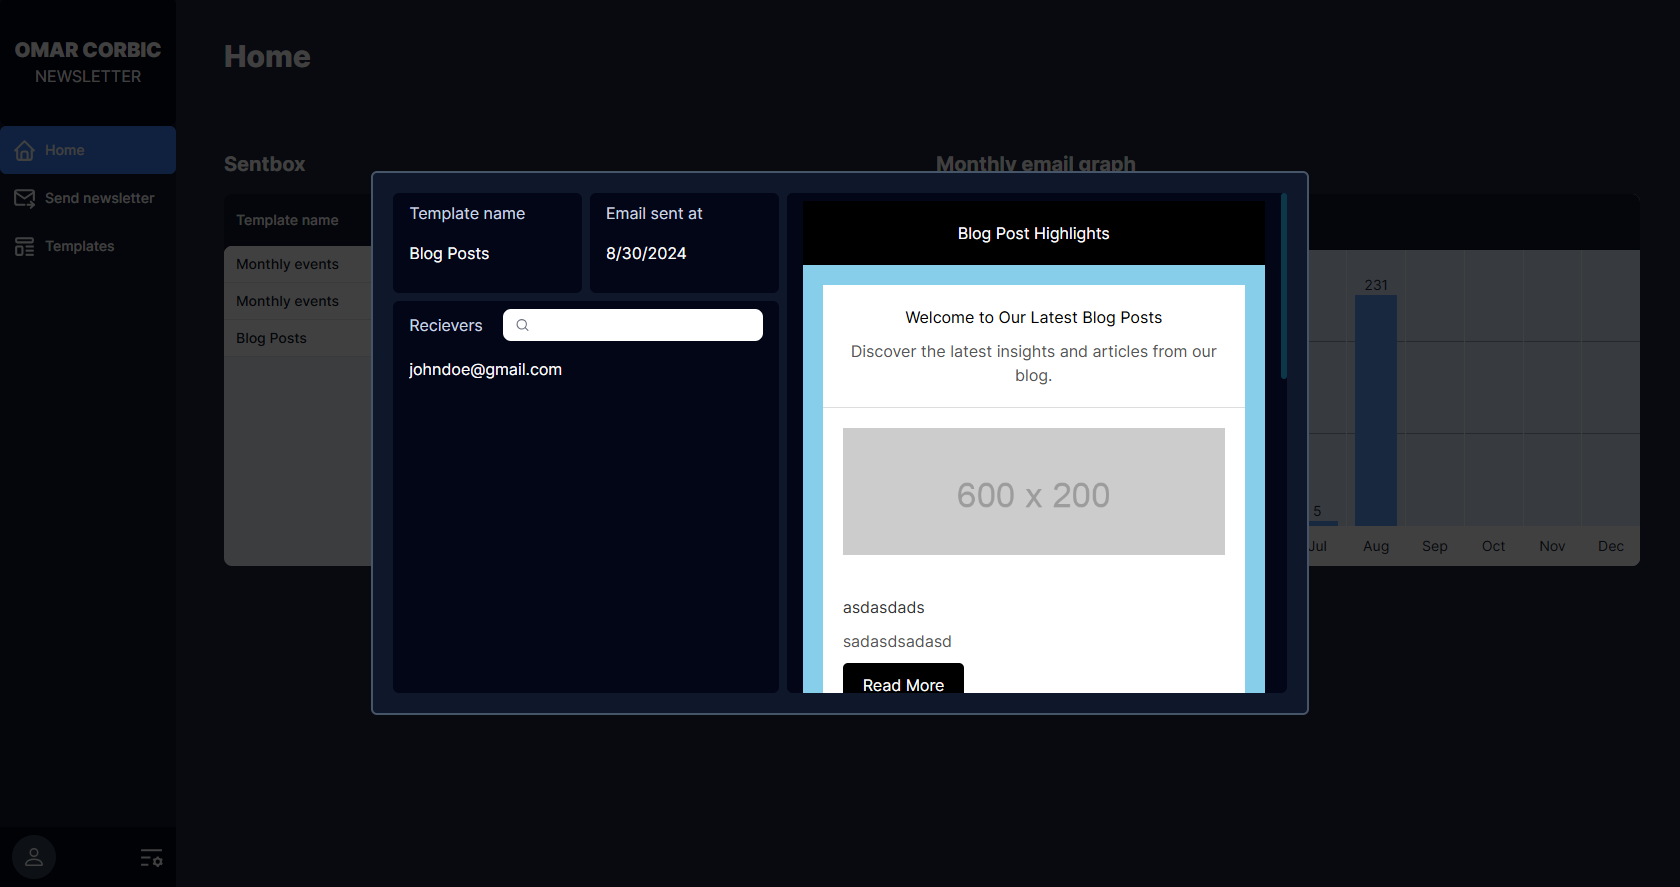 OMAR CORBIC
NEWSLETTER
Home
Send newsletter
Templates
Home
Sentbox
Template name
Monthly events
Monthly events
Blog Posts
Monthly email graph
231
5
Jul
Aug
Sep
Oct
Nov
Dec
Template name
Blog Posts
Email sent at
8/30/2024
Recievers
johndoe@gmail.com
Blog Post Highlights
Welcome to Our Latest Blog Posts
Discover the latest insights and articles from our
blog.
600 x 200
asdasdads
sadasdsadasd
Read More